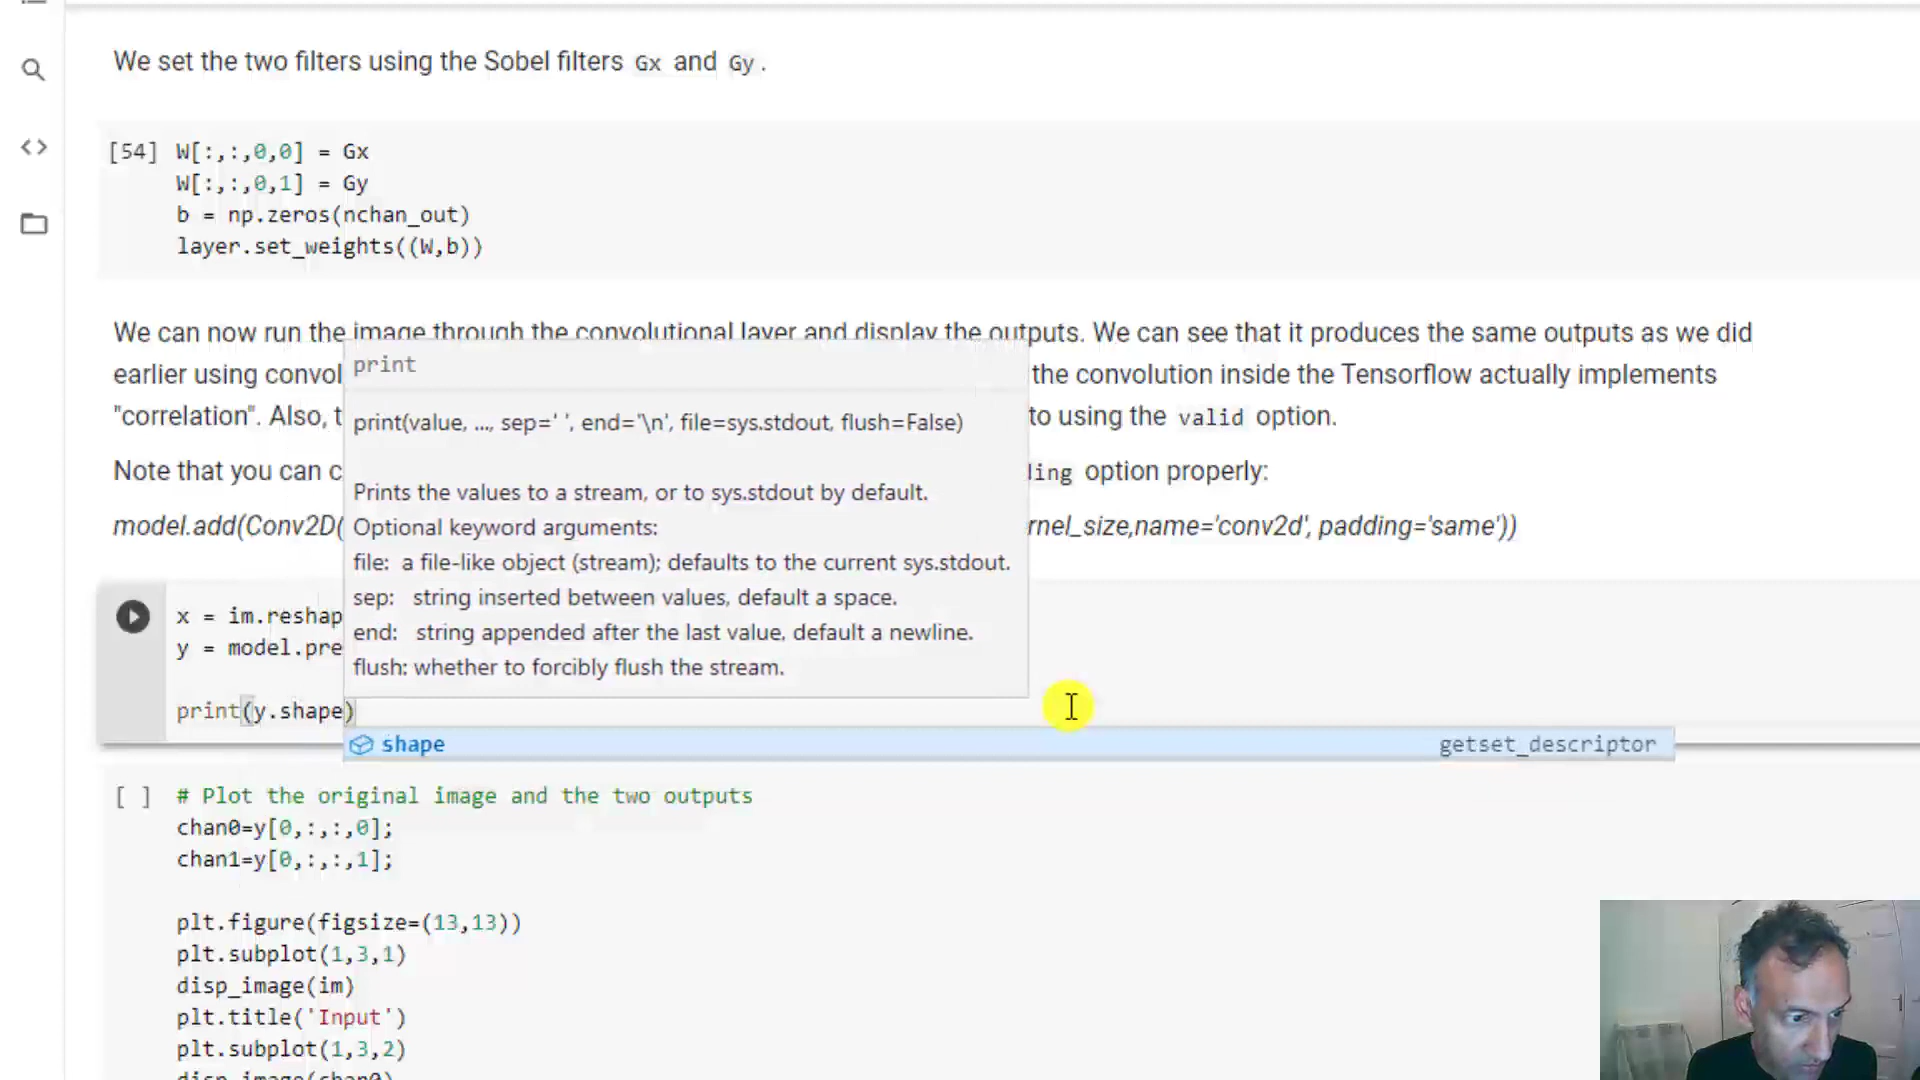 We set the two filters using the Sobel filters Gx and Gy .
[54] W[:,:,0,0] = Gx
W[:,:,0,1] = Gy
b = np.zeros(nchan_out)
layer.set_weights((W,b))
We can now run the image through the convolutional layer and display the outputs. We can see that it produces the same outputs as we did
earlier using convol the convolution inside the Tensorflow actually implements
"correlation". Also, t to using the valid option.
Note that you can c ling option properly:
model.add(Conv2D( rnel_size,name='conv2d', padding='same'))
print
print(value, ..., sep=' ', end='\n', file=sys.stdout, flush=False)
Prints the values to a stream, or to sys.stdout by default.
Optional keyword arguments:
file: a file-like object (stream); defaults to the current sys.stdout.
sep: string inserted between values, default a space.
end: string appended after the last value, default a newline.
flush: whether to forcibly flush the stream.
x = im.reshap
y = model.pre
print(y.shape)
shape getset_descriptor
[ ] # Plot the original image and the two outputs
chan0=y[0,:,:,0];
chan1=y[0,:,:,1];
plt.figure(figsize=(13,13))
plt.subplot(1,3,1)
disp_image(im)
plt.title('Input')
plt.subplot(1,3,2)
disp_image(chan0)